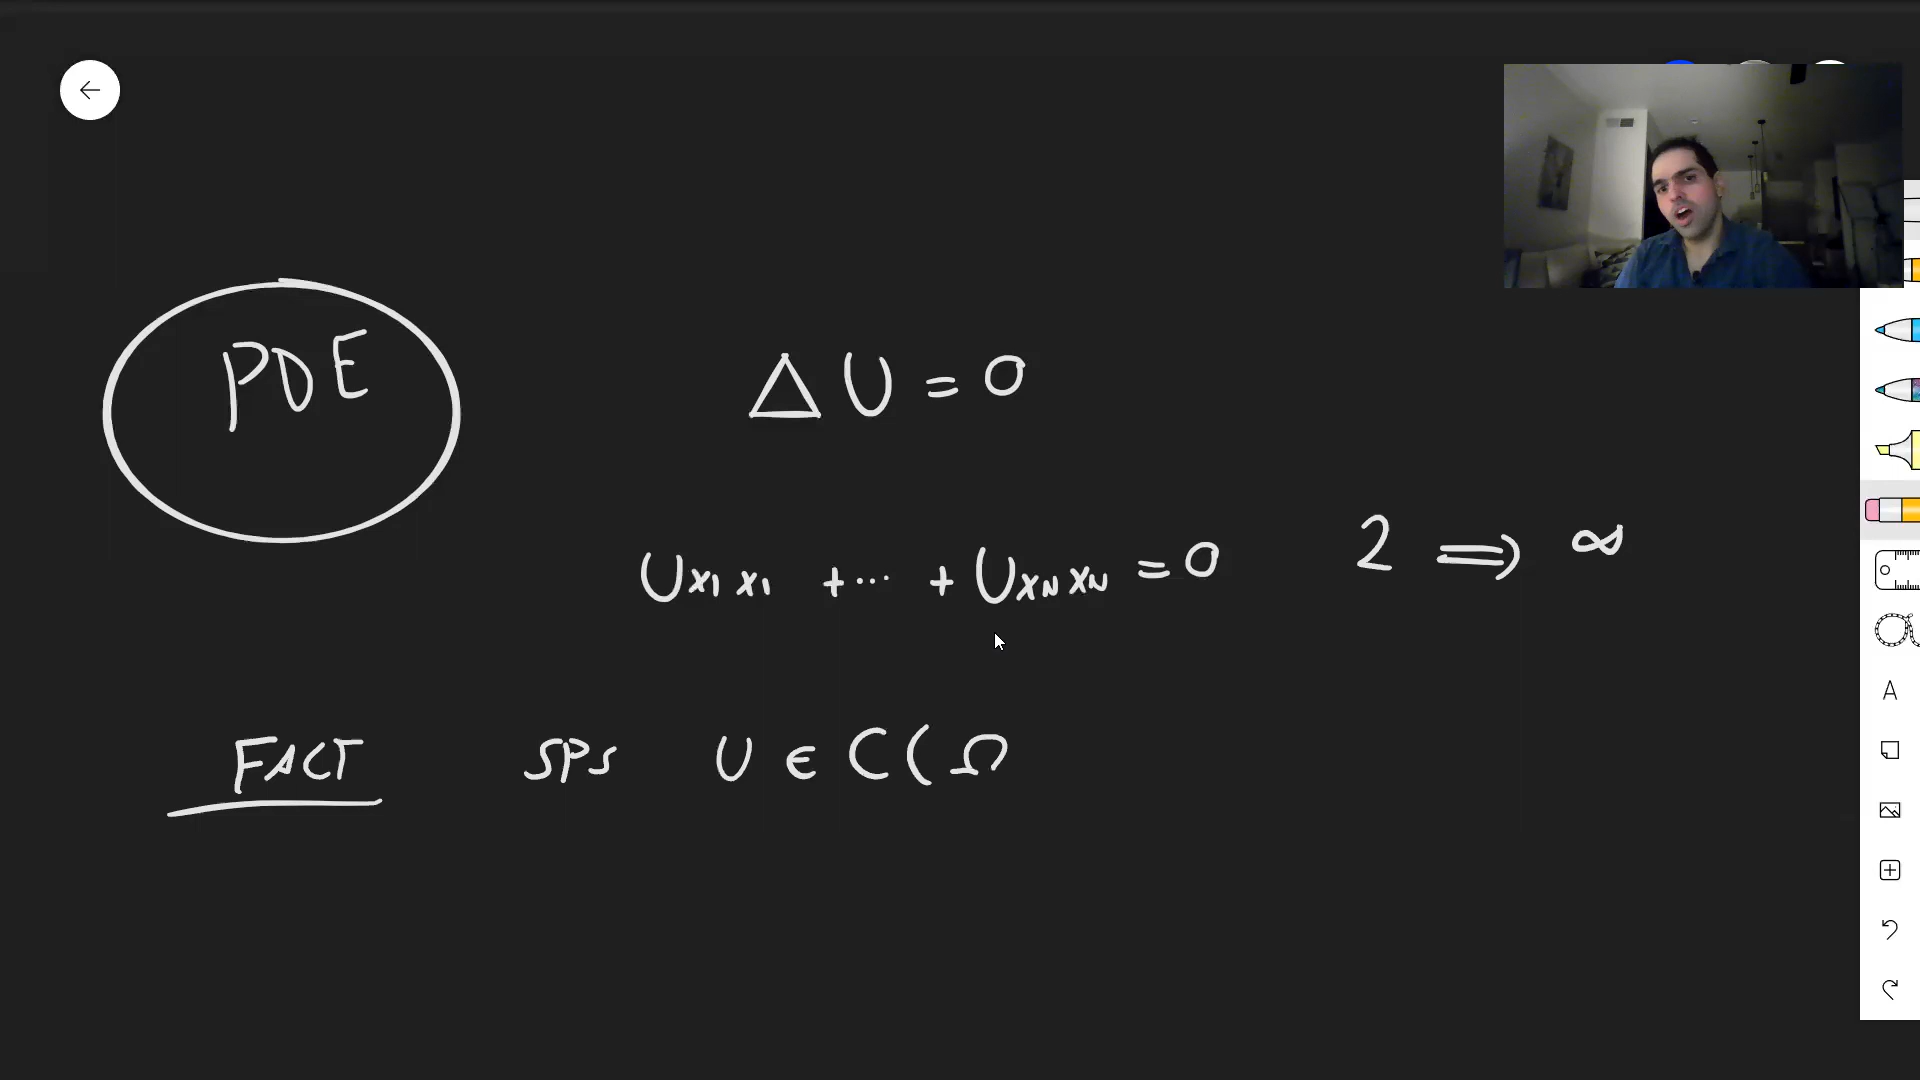 PDE
ΔU = 0
Ux₁x₁ + ⋯ + Uxₙxₙ = 0
2 ⟹ ∞
FACT SPS U ∈ C(Ω
A